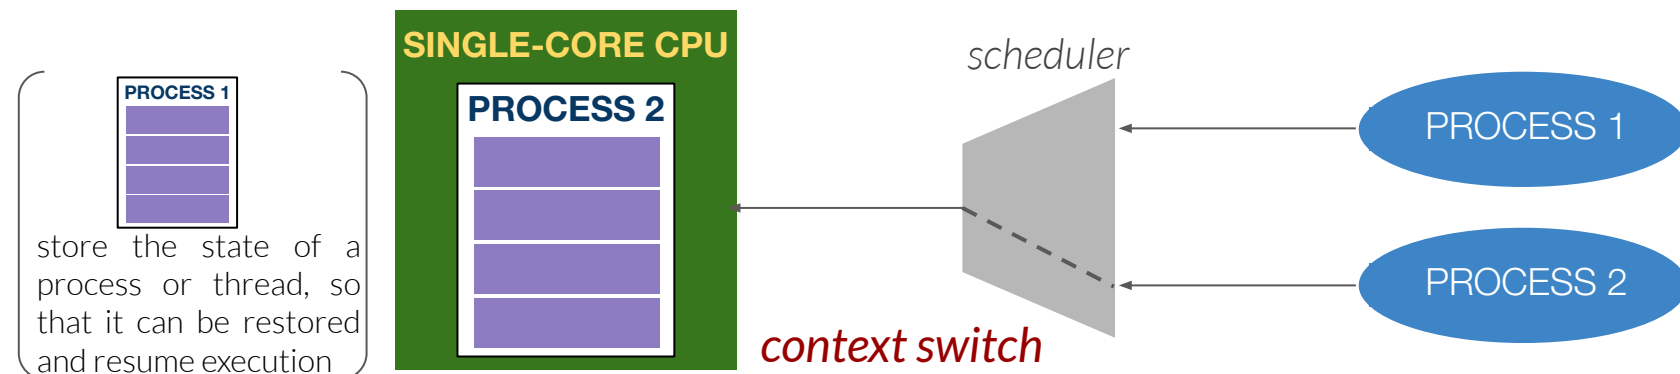 PROCESS 1
store the state of a
process or thread, so
that it can be restored
and resume execution
SINGLE-CORE CPU
PROCESS 2
context switch
scheduler
PROCESS 1
PROCESS 2